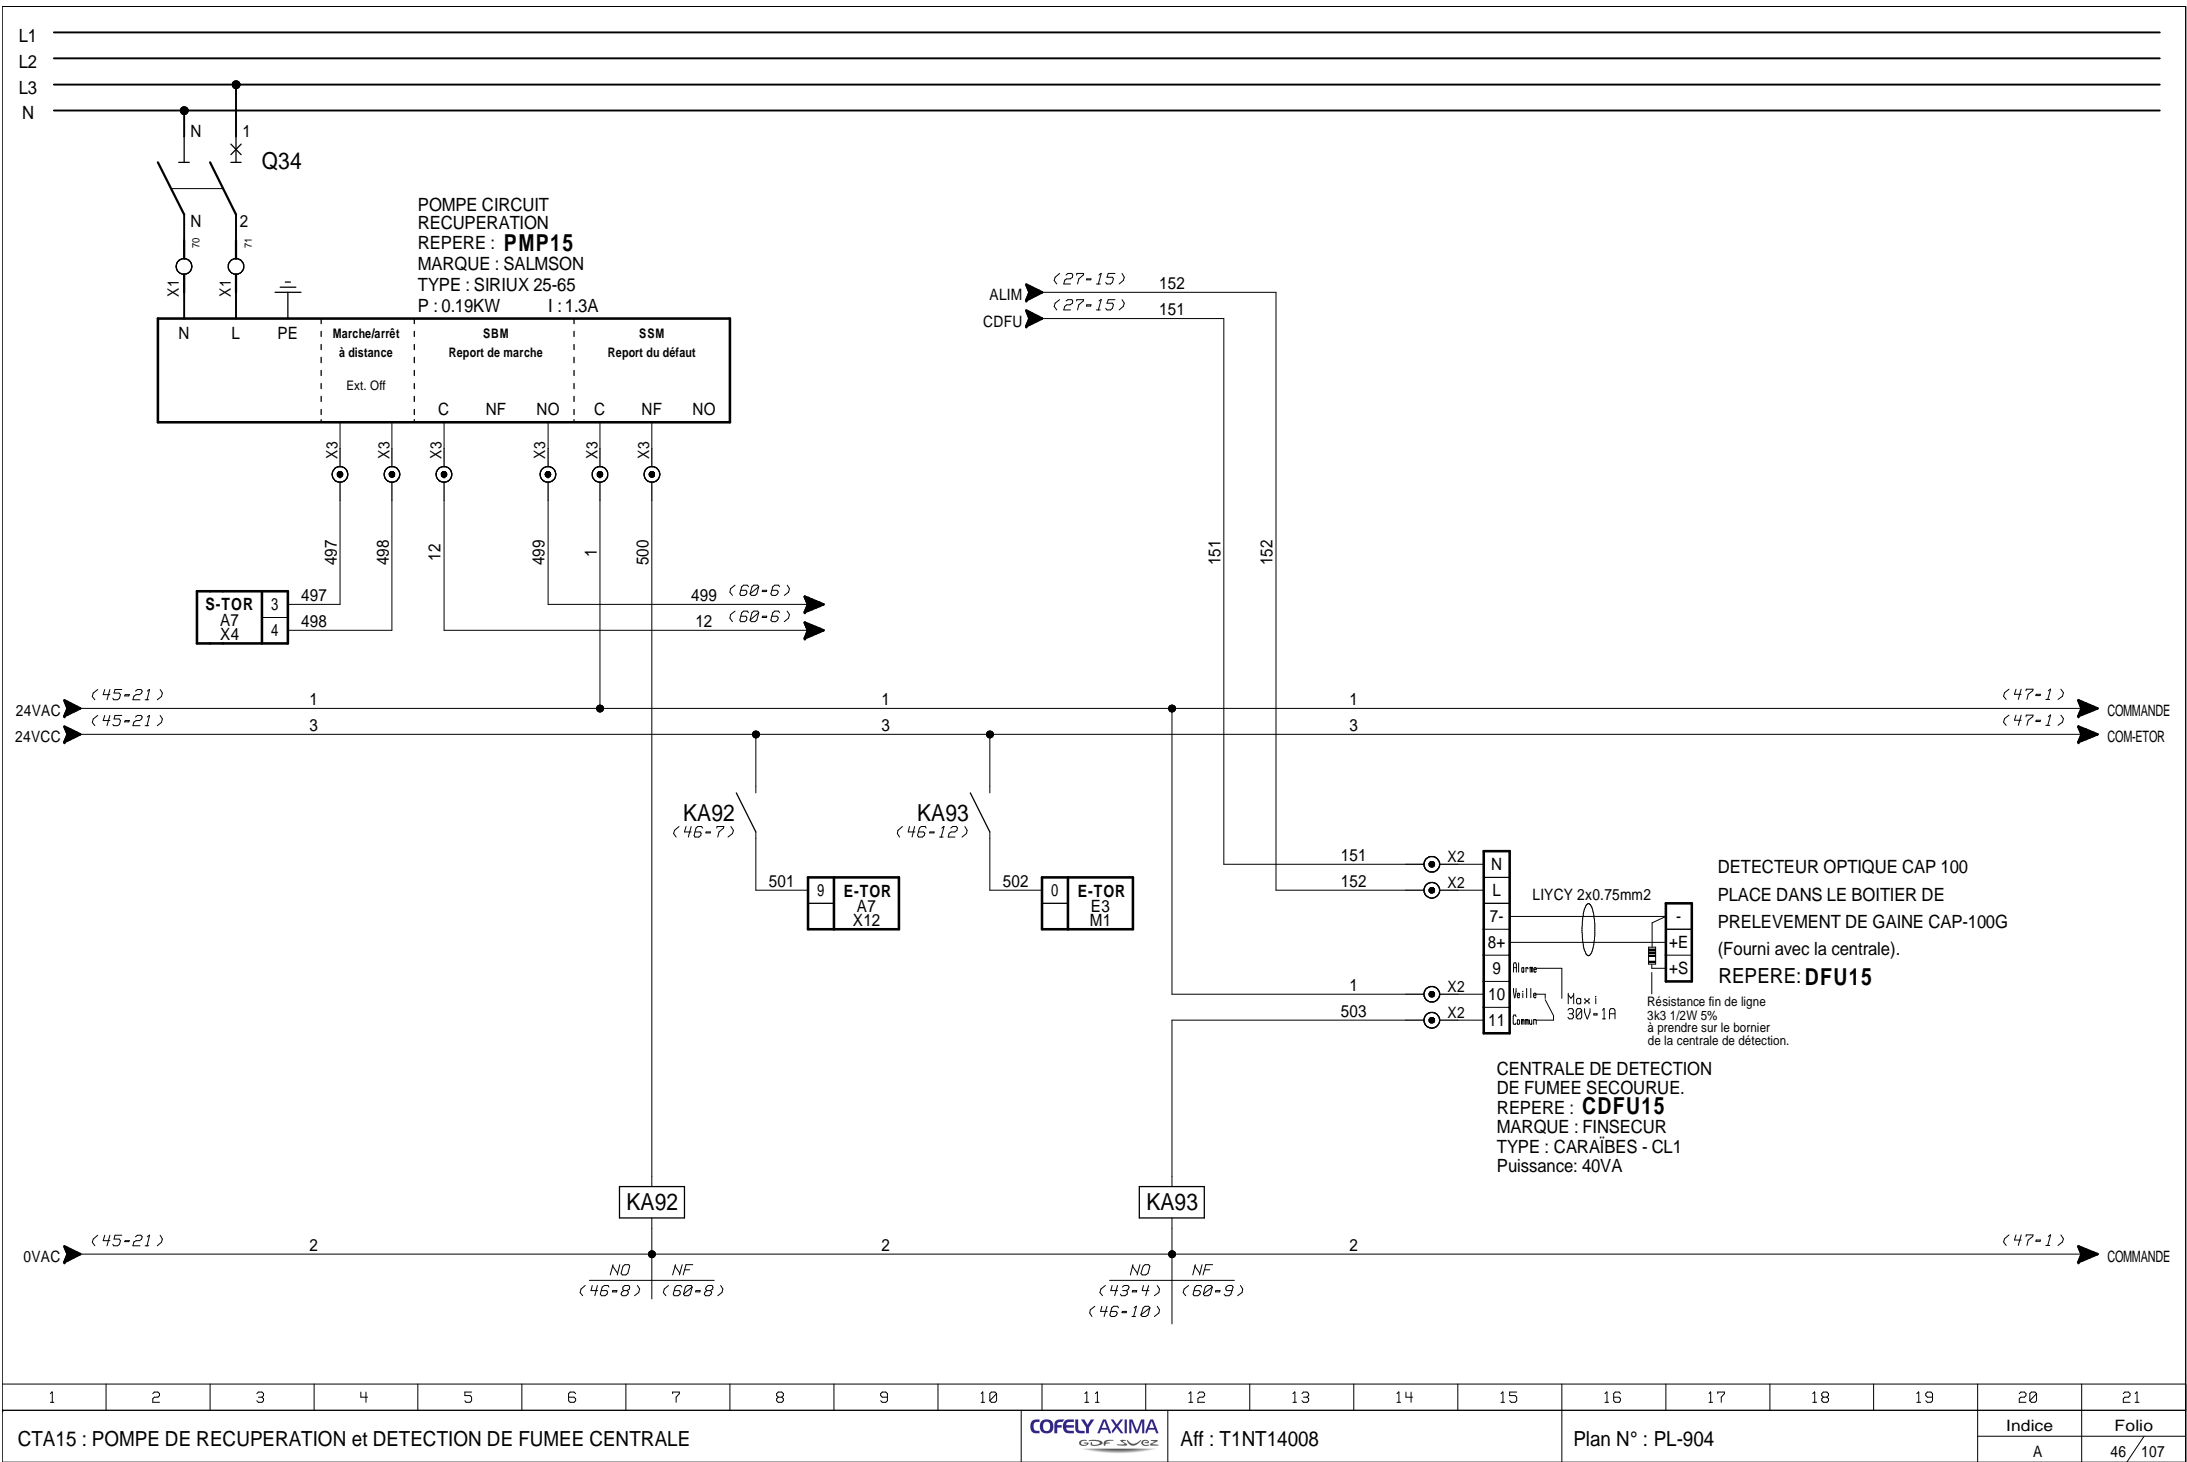 L1
L2
L3
N
N 1
Q34
N 2
70 71
X1 X1
POMPE CIRCUIT
RECUPERATION
REPERE : PMP15
MARQUE : SALMSON
TYPE : SIRIUX 25-65
P : 0.19KW I : 1.3A
N L PE
Marche/arrêt
à distance
Ext. Off
SBM
Report de marche
C NF NO
SSM
Report du défaut
C NF NO
X3 X3 X3 X3 X3 X3
497 498 12 499 1 500
S-TOR
A7
X4
3
4
497
498
499 (60-6)
12 (60-6)
ALIM (27-15) 152
CDFU (27-15) 151
151 152
24VAC (45-21) 1 1 1 (47-1) COMMANDE
24VCC (45-21) 3 3 3 (47-1) COM-ETOR
KA92
(46-7)
501
9 E-TOR
A7
X12
KA93
(46-12)
502
0 E-TOR
E3
M1
151 X2 N
152 X2 L
7-
8+
9 Alarme
1 X2 10 Veille
503 X2 11 Commun
Maxi
30V-1A
LIYCY 2x0.75mm2
-
+E
+S
DETECTEUR OPTIQUE CAP 100
PLACE DANS LE BOITIER DE
PRELEVEMENT DE GAINE CAP-100G
(Fourni avec la centrale).
REPERE: DFU15
Résistance fin de ligne
3k3 1/2W 5%
à prendre sur le bornier
de la centrale de détection.
CENTRALE DE DETECTION
DE FUMEE SECOURUE.
REPERE : CDFU15
MARQUE : FINSECUR
TYPE : CARAÏBES - CL1
Puissance: 40VA
KA92
KA93
0VAC (45-21) 2 2 2 (47-1) COMMANDE
NO NF
(46-8) (60-8)
NO NF
(43-4) (60-9)
(46-10)
1 2 3 4 5 6 7 8 9 10 11 12 13 14 15 16 17 18 19 20 21
CTA15 : POMPE DE RECUPERATION et DETECTION DE FUMEE CENTRALE
COFELY AXIMA
GDF SUEZ
Aff : T1NT14008
Plan N° : PL-904
Indice
A
Folio
46/107